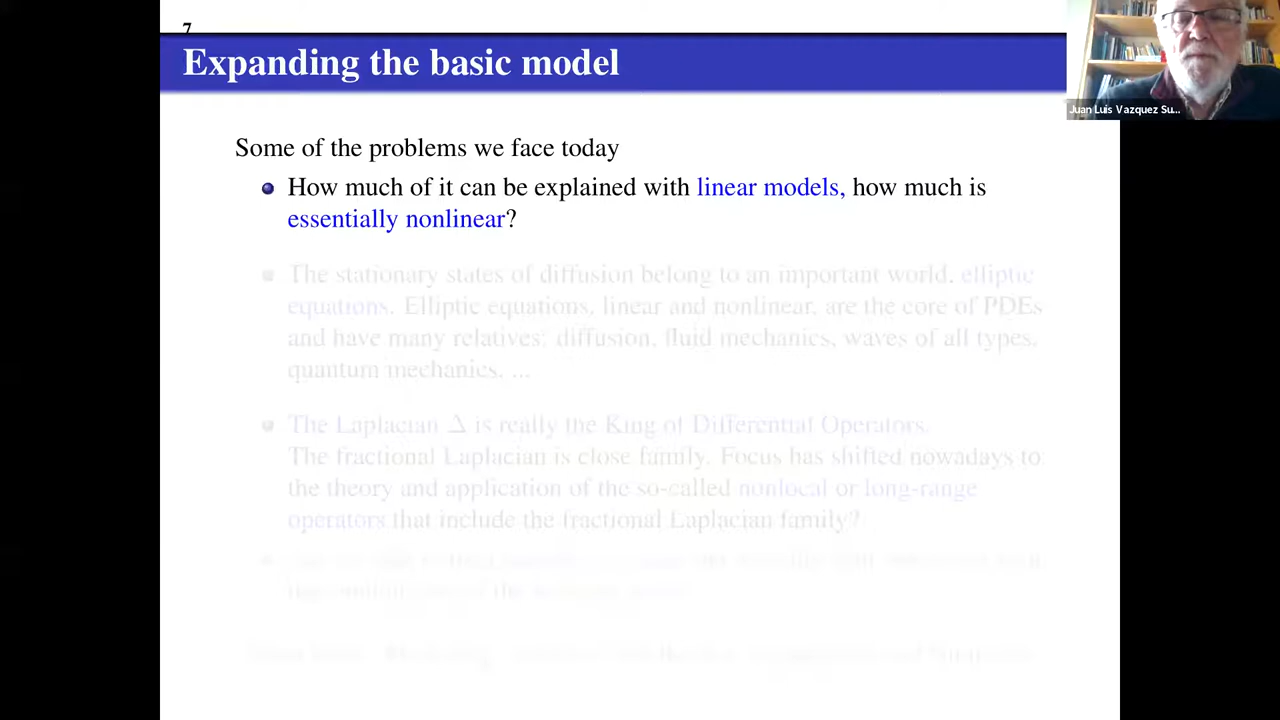 7
Expanding the basic model
Juan Luis Vazquez Su...
Some of the problems we face today
How much of it can be explained with linear models, how much is
essentially nonlinear?
The stationary states of diffusion belong to an important world, elliptic
equations. Elliptic equations, linear and nonlinear, are the core of PDEs
and have many relatives: diffusion, fluid mechanics, waves of all types,
quantum mechanics, ...
The Laplacian Δ is really the King of Differential Operators.
The fractional Laplacian is close family. Focus has shifted nowadays to
the theory and application of the so-called nonlocal or long-range
operators that include the fractional Laplacian family?